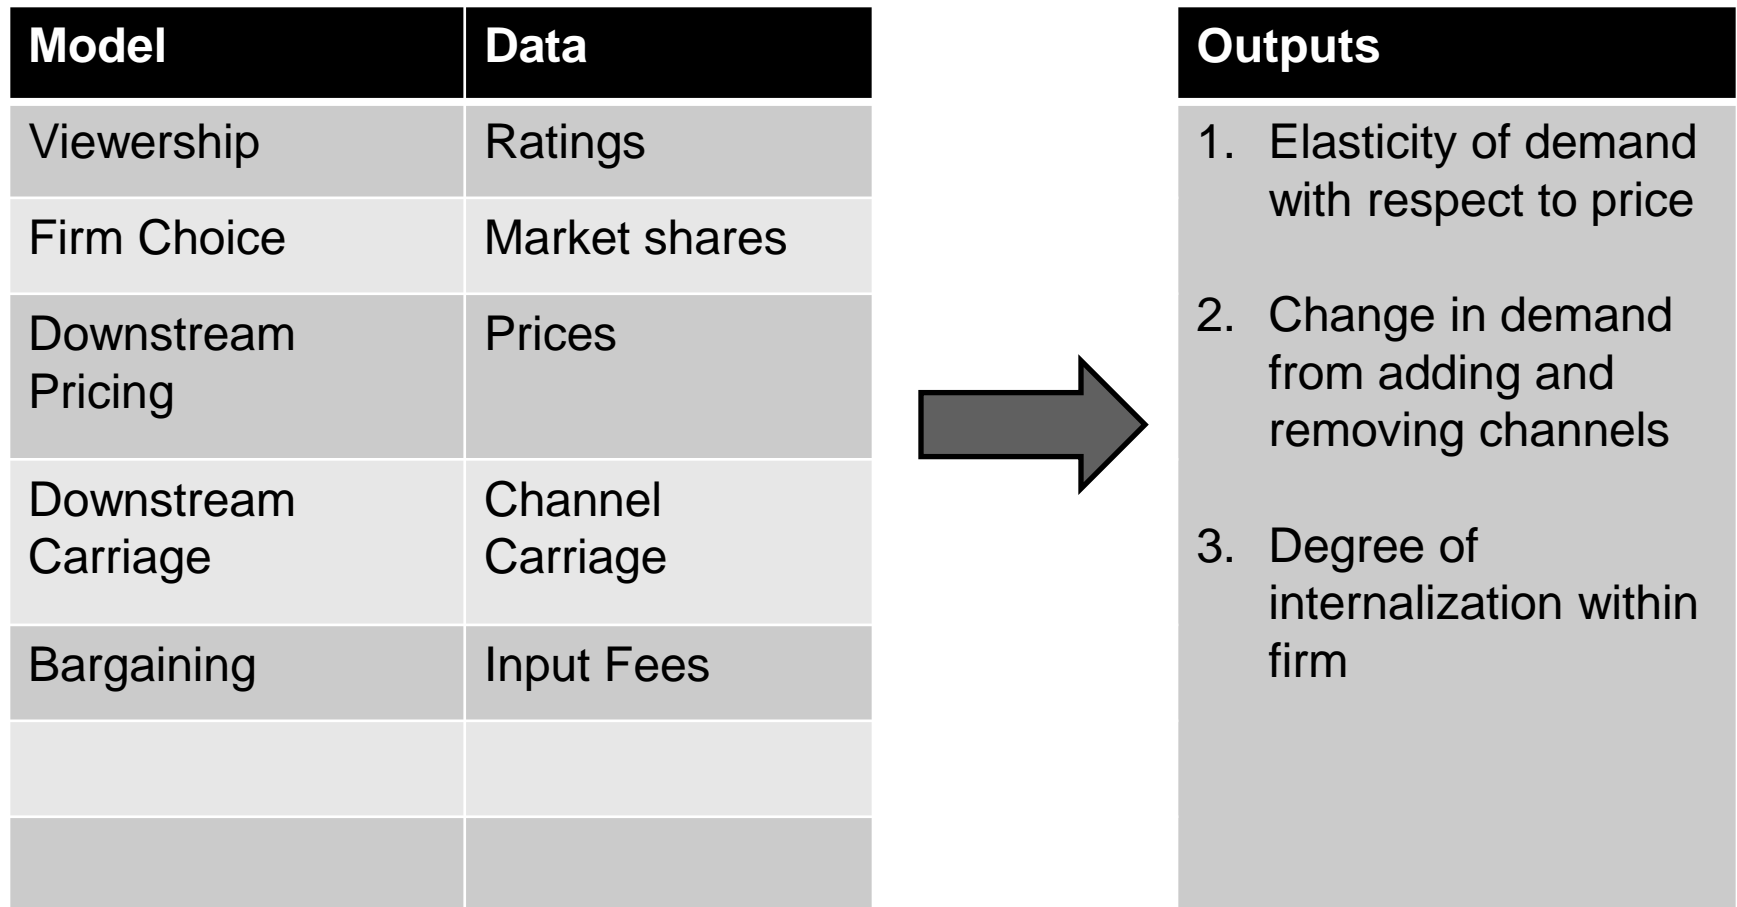 Model Data
Viewership Ratings
Firm Choice Market shares
Downstream
Pricing
Prices
Downstream
Carriage
Channel
Carriage
Bargaining Input Fees
Outputs
1. Elasticity of demand
with respect to price
2. Change in demand
from adding and
removing channels
3. Degree of
internalization within
firm